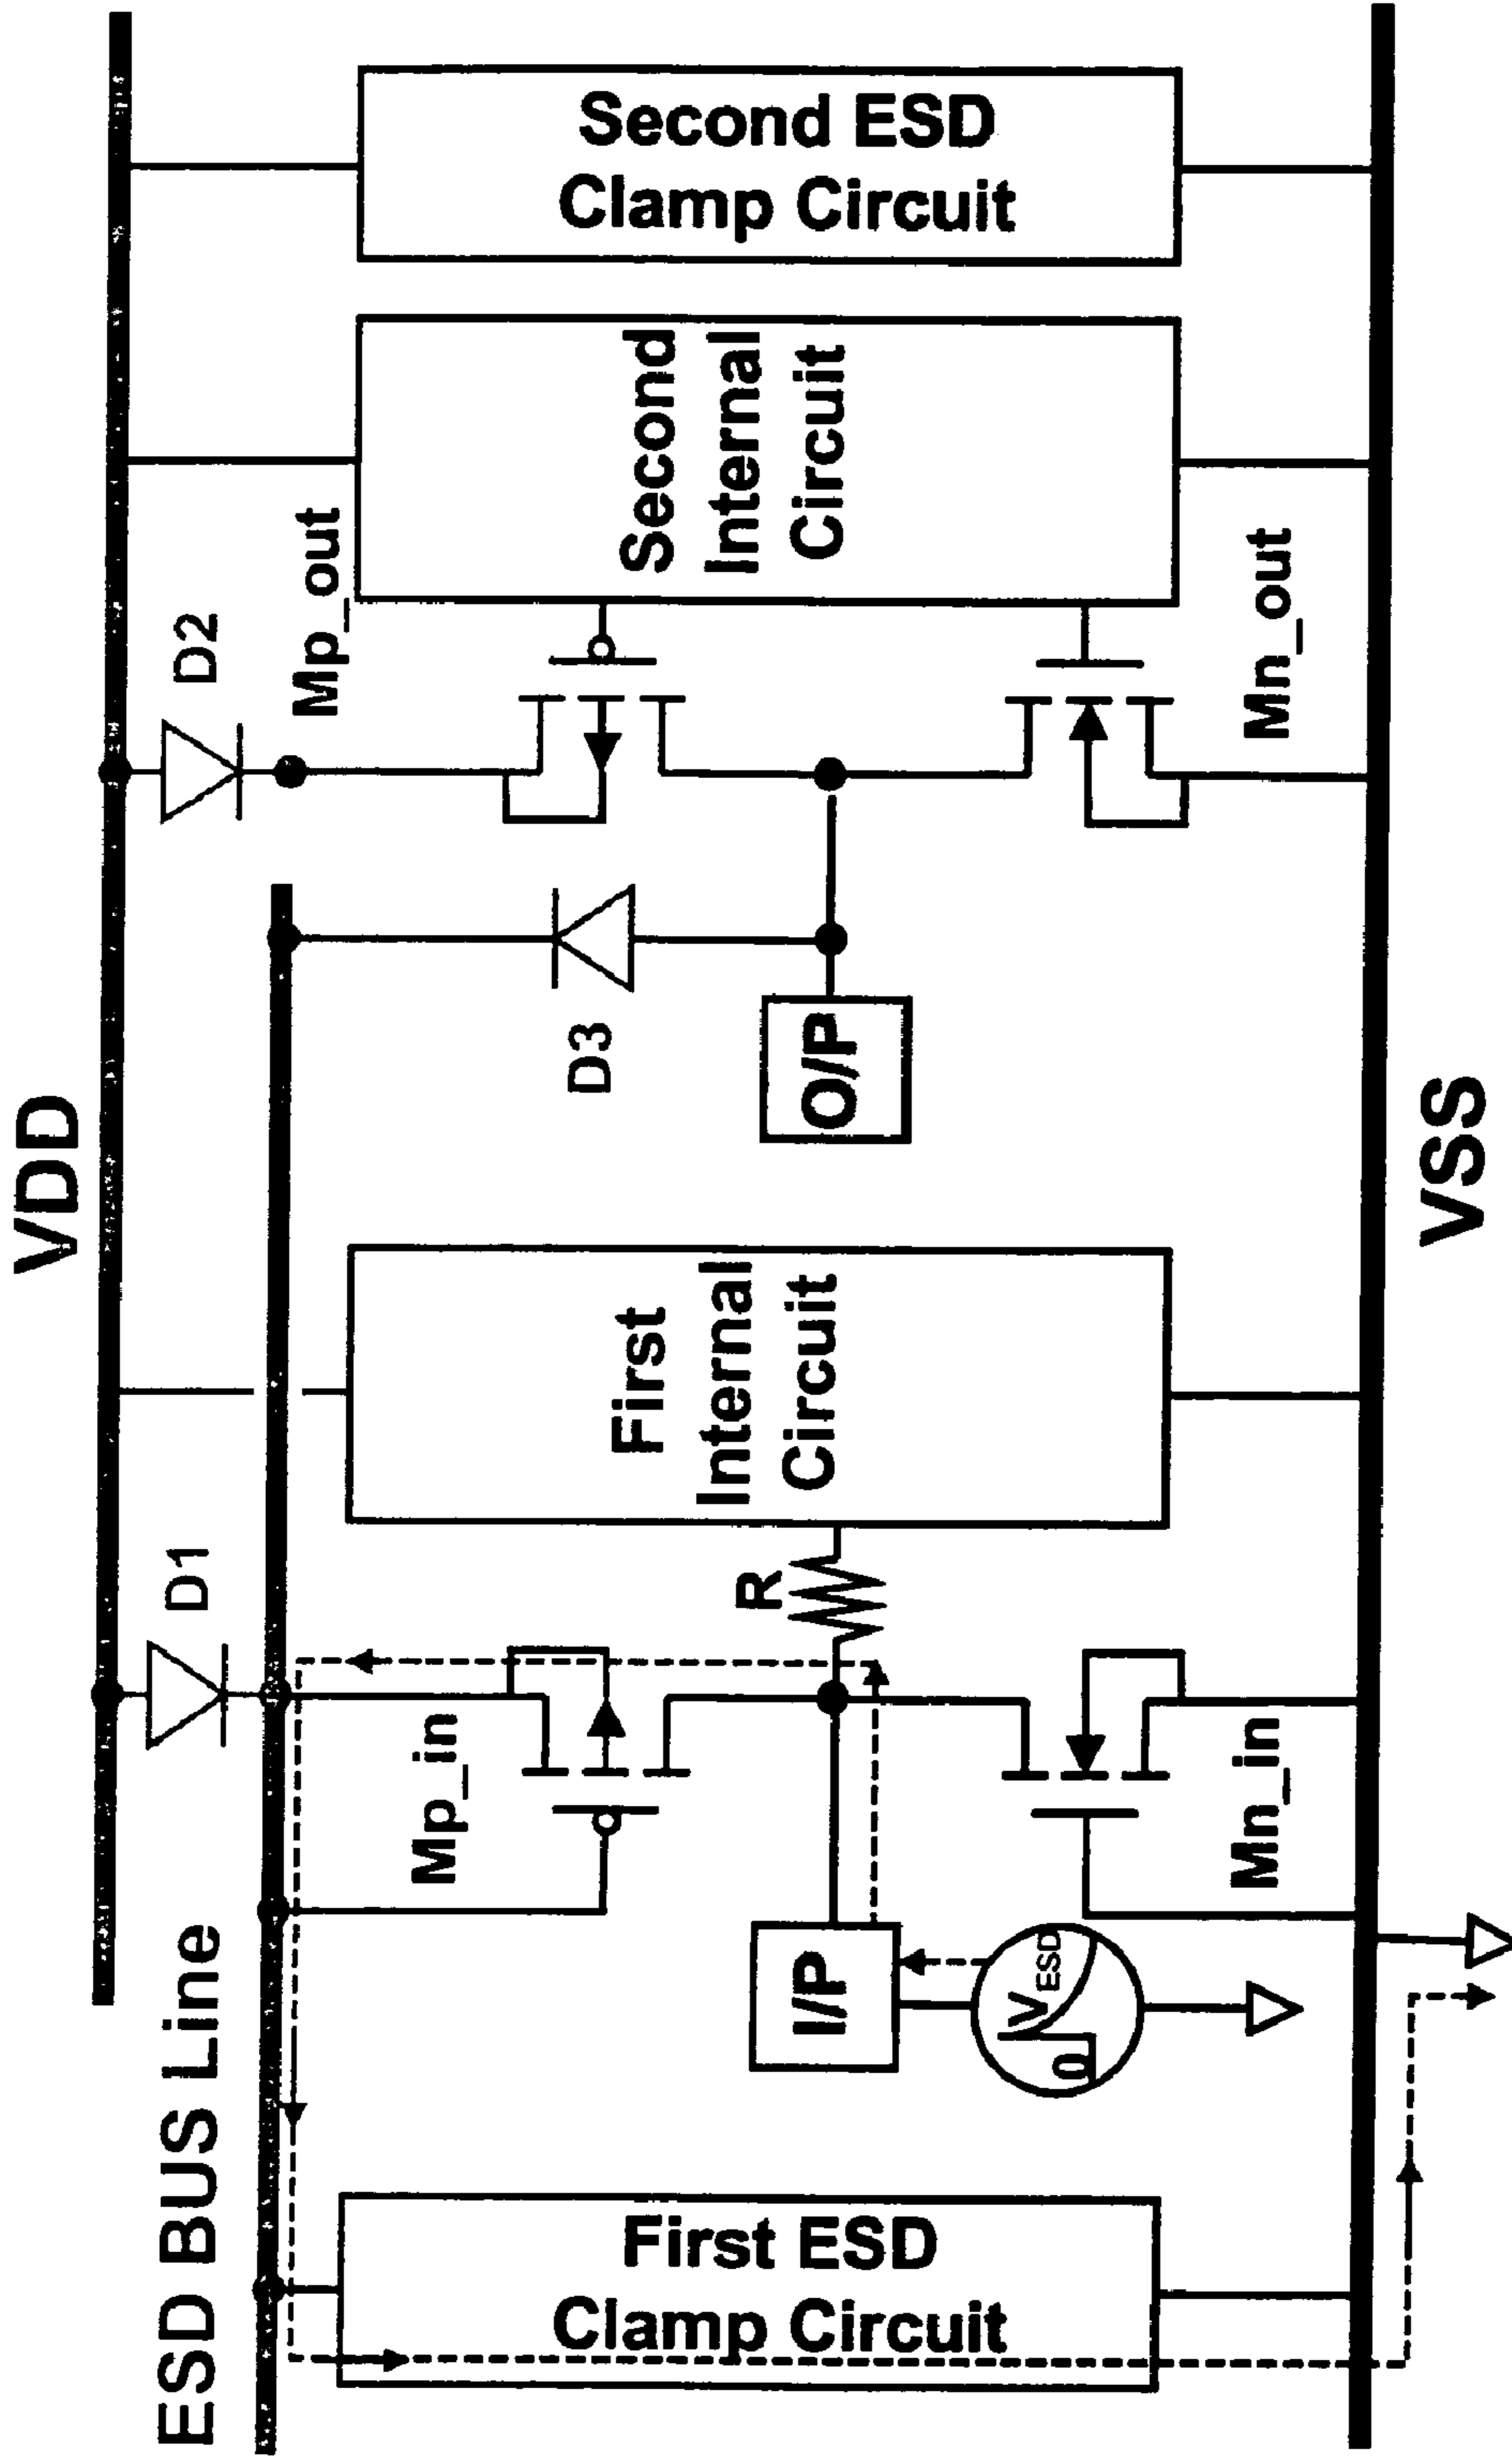 VDD
ESD BUS Line
D1
D2
Mp_in
Mp_out
D3
First ESD
Clamp Circuit
I/P
V ESD
0
R
First
Internal
Circuit
O/P
Second
Internal
Circuit
Second ESD
Clamp Circuit
Mn_in
Mn_out
VSS